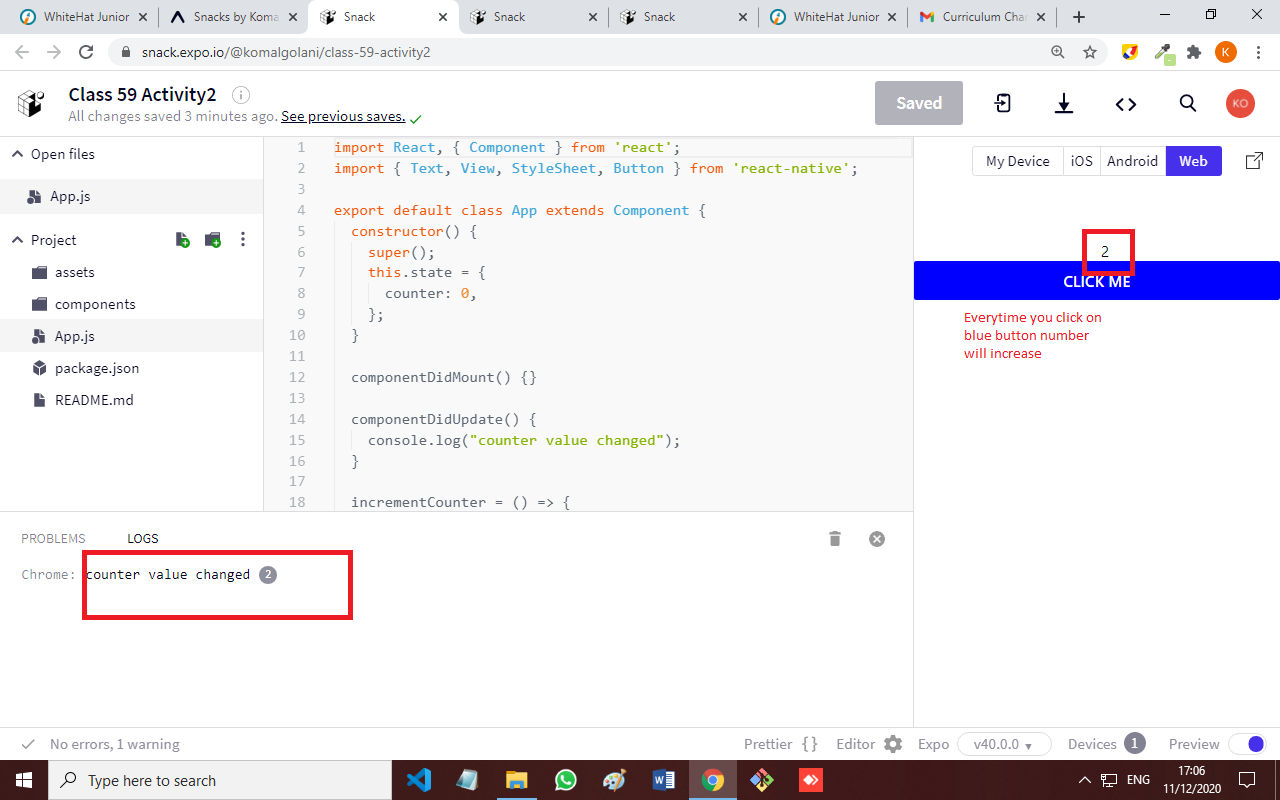 WhiteHat Junior
Snacks by Koma
Snack
Snack
Snack
WhiteHat Junior
Curriculum Cha
snack.expo.io/@komalgolani/class-59-activity2
K
Class 59 Activity2
All changes saved 3 minutes ago. See previous saves.
Saved
KO
Open files
App.js
Project
assets
components
App.js
package.json
README.md
1 import React, { Component } from 'react';
2 import { Text, View, StyleSheet, Button } from 'react-native';
3
4 export default class App extends Component {
5 constructor() {
6 super();
7 this.state = {
8 counter: 0,
9 };
10 }
11
12 componentDidMount() {}
13
14 componentDidUpdate() {
15 console.log("counter value changed");
16 }
17
18 incrementCounter = () => {
My Device iOS Android Web
2
CLICK ME
Everytime you click on
blue button number
will increase
PROBLEMS LOGS
Chrome: counter value changed 2
No errors, 1 warning
Prettier {} Editor Expo v40.0.0 Devices 1 Preview
Type here to search
ENG
17:06
11/12/2020